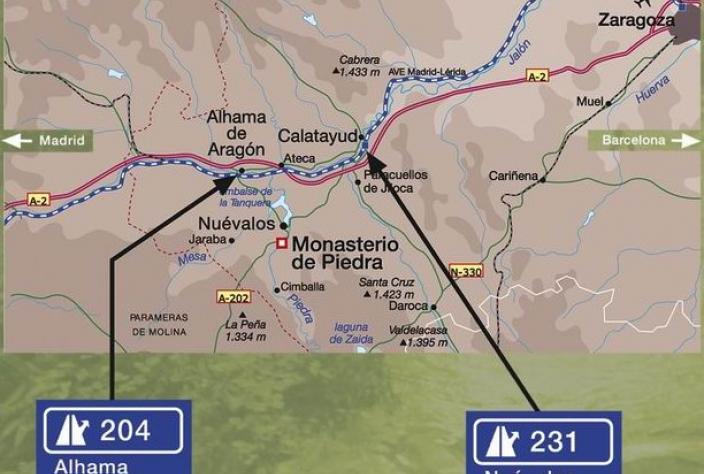 Zaragoza
Cabrera
1.433 m
AVE Madrid-Lérida
Jalón
A-2
Muel
Huerva
Alhama
de
Aragón
Calatayud
Ateca
Madrid
Barcelona
Paracuellos
de Jiloca
Cariñena
A-2
Embalse de
la Tanquera
Nuévalos
Jaraba
Mesa
Monasterio
de Piedra
N-330
Cimballa
Santa Cruz
1.423 m
A-202
Piedra
Daroca
PARAMERAS
DE MOLINA
La Peña
1.334 m
laguna
de Zaida
Valdelacasa
1.395 m
204
Alhama
231